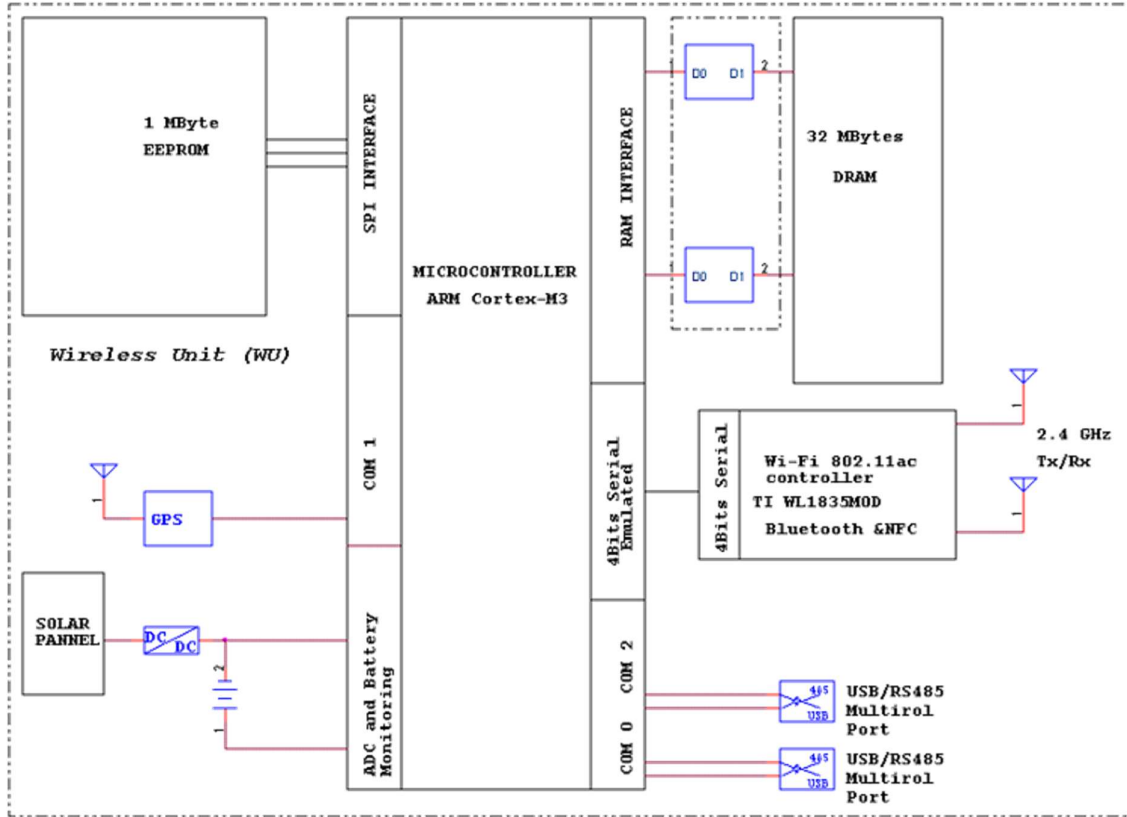 1 MByte
EEPROM
SPI INTERFACE
MICROCONTROLLER
ARM Cortex-M3
RAM INTERFACE
1
D0 D1
2
1
D0 D1
2
32 MBytes
DRAM
Wireless Unit (WU)
COM 1
1
GPS
4Bits Serial
Emulated
4Bits Serial
Wi-Fi 802.11ac
controller
TI WL1835MOD
Bluetooth &NFC
1
1
2.4 GHz
Tx/Rx
SOLAR
PANNEL
DC
DC
2
1
ADC and Battery
Monitoring
COM 2
COM 0
485
USB
USB/RS485
Multirol
Port
485
USB
USB/RS485
Multirol
Port